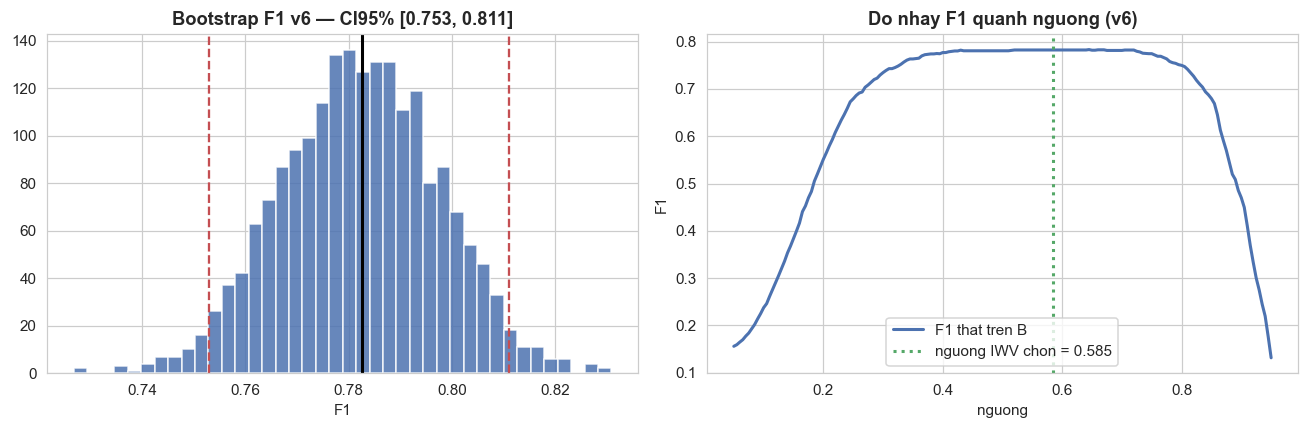 Bootstrap F1 v6 — CI95% [0.753, 0.811]
140
120
100
80
60
40
20
0
0.74 0.76 0.78 0.80 0.82
F1
Do nhay F1 quanh nguong (v6)
0.8
0.7
0.6
0.5
0.4
0.3
0.2
0.1
F1
F1 that tren B
nguong IWV chon = 0.585
0.2 0.4 0.6 0.8
nguong